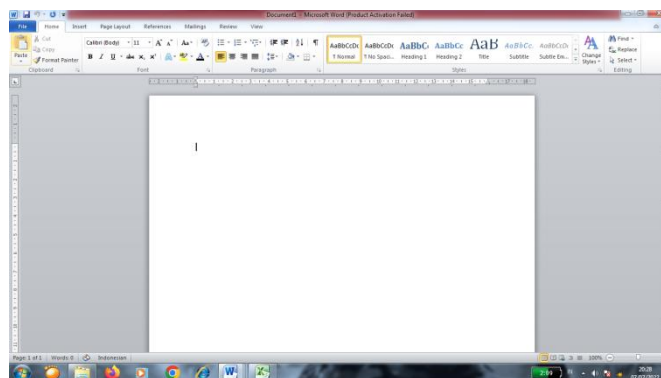 Document1 - Microsoft Word (Product Activation Failed)
File Home Insert Page Layout References Mailings Review View
Cut
Copy
Paste
Format Painter
Clipboard
Calibri (Body) 11
Font
Paragraph
AaBbCcDc AaBbCcDc AaBbC AaBbCc AaB AaBbCc. AaBbCcDc
¶ Normal ¶ No Spaci... Heading 1 Heading 2 Title Subtitle Subtle Em...
Change Styles
Styles
Find
Replace
Select
Editing
Page: 1 of 1 Words: 0 Indonesian 100%
2:09
20:28